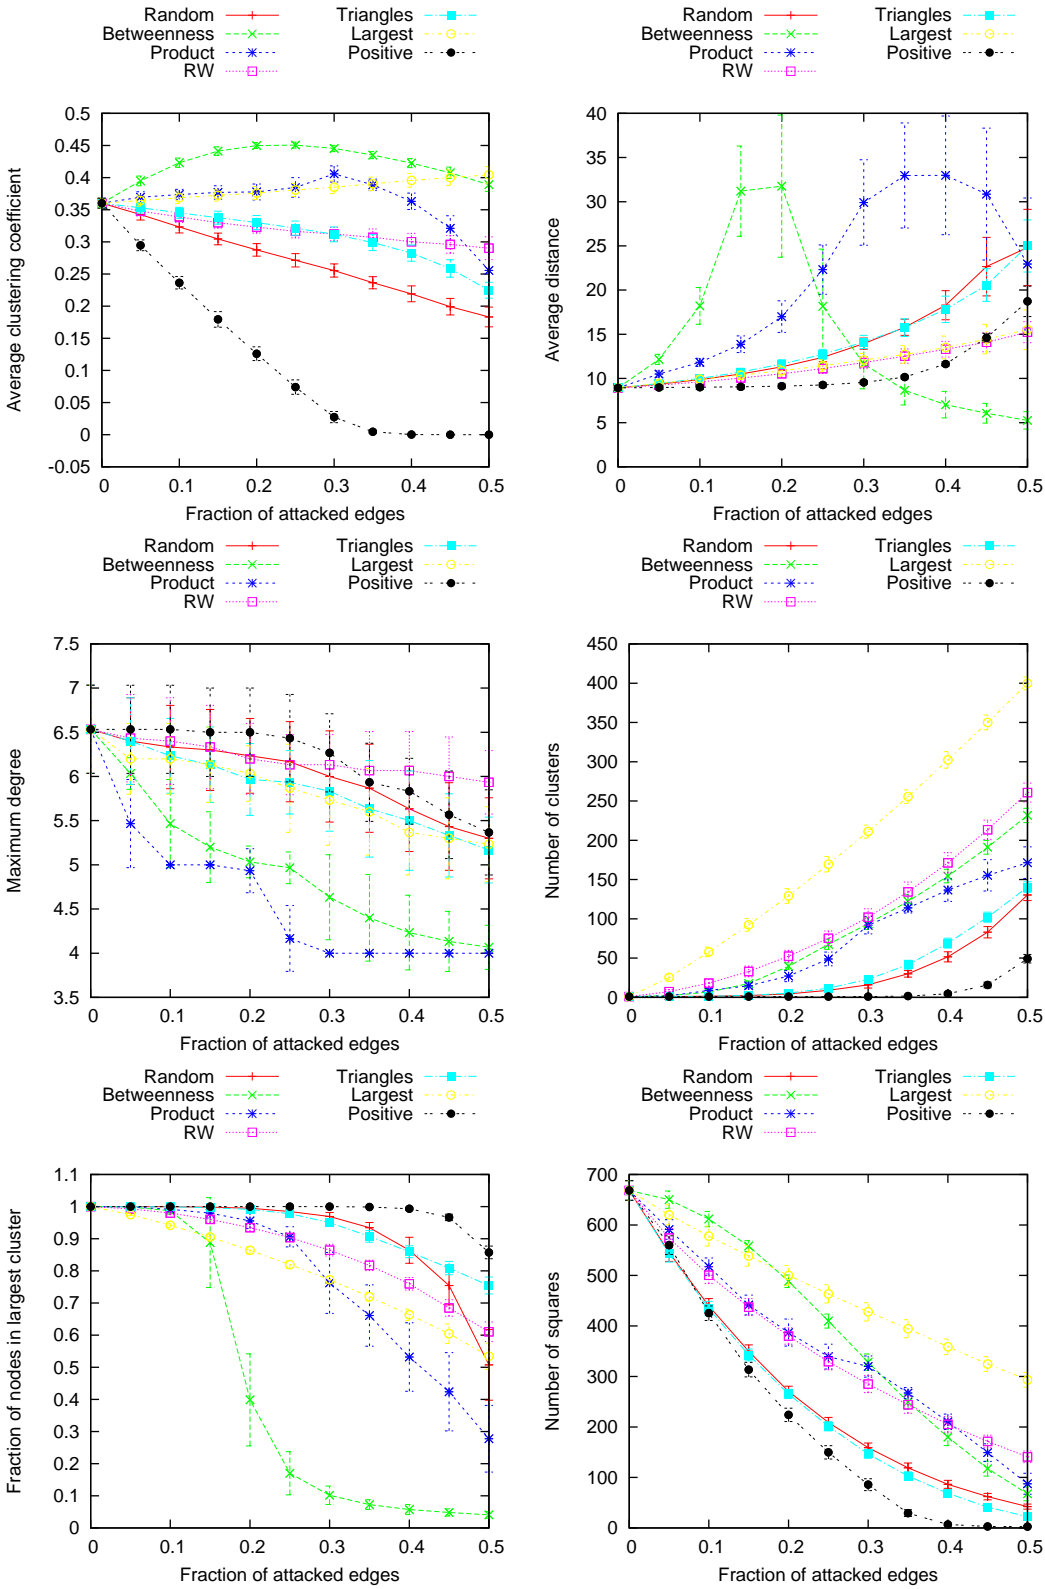 Random Triangles
Betweenness Largest
Product Positive
RW
Average clustering coefficient
0.5
0.45
0.4
0.35
0.3
0.25
0.2
0.15
0.1
0.05
0
-0.05
0 0.1 0.2 0.3 0.4 0.5
Fraction of attacked edges
Random Triangles
Betweenness Largest
Product Positive
RW
Average distance
40
35
30
25
20
15
10
5
0
0 0.1 0.2 0.3 0.4 0.5
Fraction of attacked edges
Random Triangles
Betweenness Largest
Product Positive
RW
Maximum degree
7.5
7
6.5
6
5.5
5
4.5
4
3.5
0 0.1 0.2 0.3 0.4 0.5
Fraction of attacked edges
Random Triangles
Betweenness Largest
Product Positive
RW
Number of clusters
450
400
350
300
250
200
150
100
50
0
0 0.1 0.2 0.3 0.4 0.5
Fraction of attacked edges
Random Triangles
Betweenness Largest
Product Positive
RW
Fraction of nodes in largest cluster
1.1
1
0.9
0.8
0.7
0.6
0.5
0.4
0.3
0.2
0.1
0
0 0.1 0.2 0.3 0.4 0.5
Fraction of attacked edges
Random Triangles
Betweenness Largest
Product Positive
RW
Number of squares
700
600
500
400
300
200
100
0
0 0.1 0.2 0.3 0.4 0.5
Fraction of attacked edges